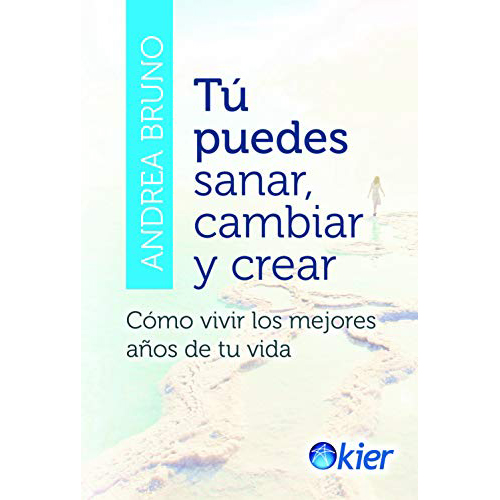 ANDREA BRUNO
Tú
puedes
sanar,
cambiar
y crear
Cómo vivir los mejores
años de tu vida
kier